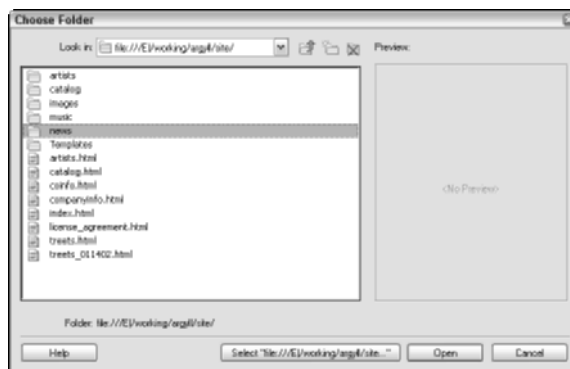 Choose Folder
Look in: file:///E|/working/argyll/site/ Preview:
artists
catalog
images
music
news
Templates
artists.html
catalog.html
coinfo.html
companyinfo.html
index.html
license_agreement.html
treets.html
treets_011402.html
<No Preview>
Folder: file:///E|/working/argyll/site/
Help Select "file:///E|/working/argyll/site..." Open Cancel